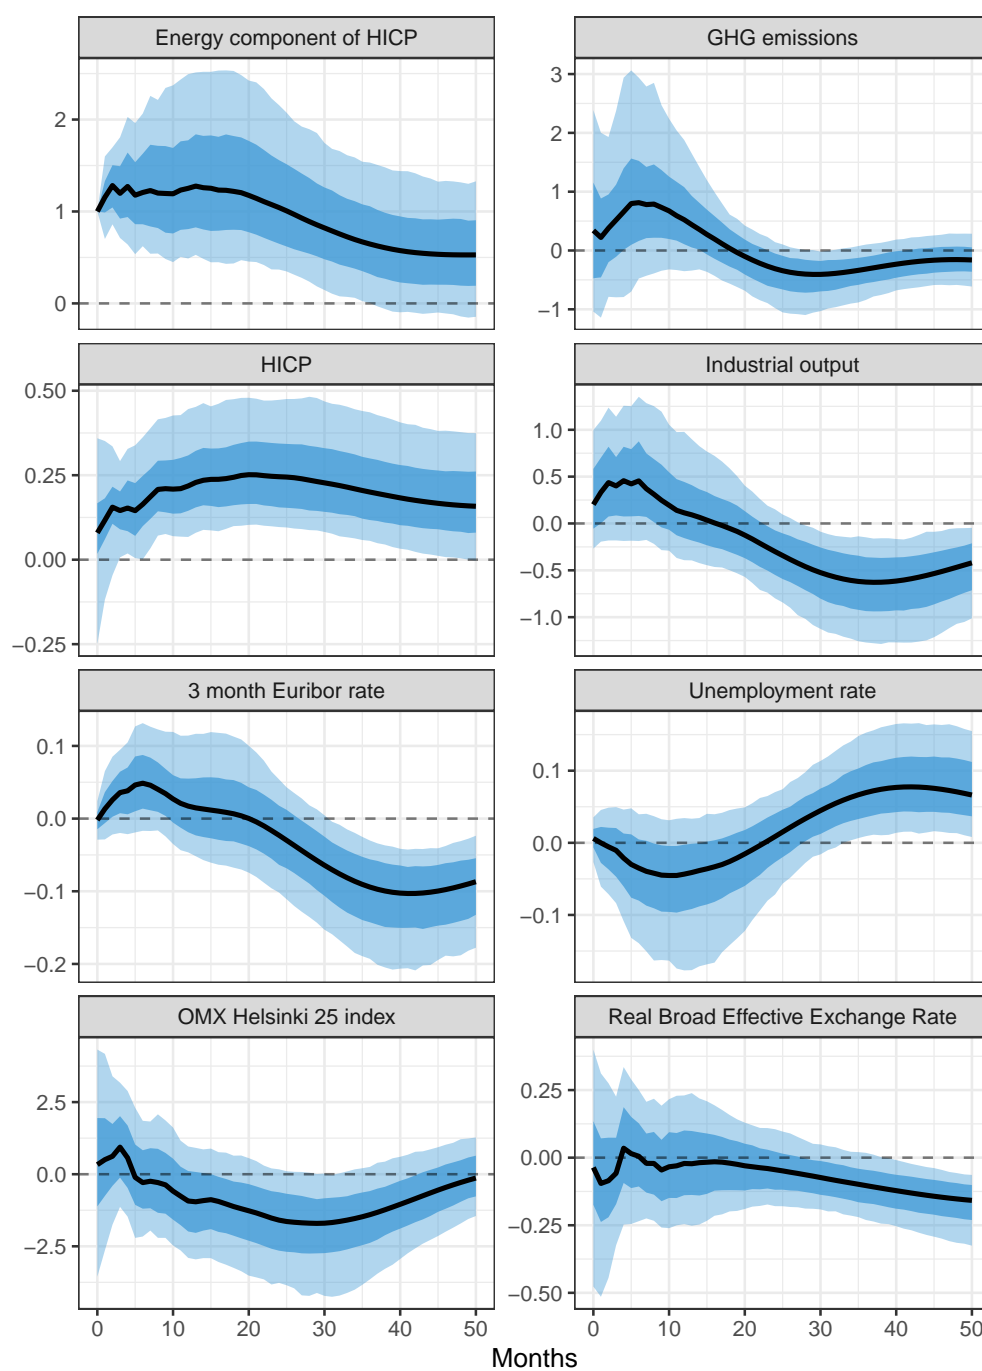 Energy component of HICP
GHG emissions
2
1
0
3
2
1
0
−1
HICP
Industrial output
0.50
0.25
0.00
−0.25
1.0
0.5
0.0
−0.5
−1.0
3 month Euribor rate
Unemployment rate
0.1
0.0
−0.1
−0.2
0.1
0.0
−0.1
OMX Helsinki 25 index
Real Broad Effective Exchange Rate
2.5
0.0
−2.5
0.25
0.00
−0.25
−0.50
0 10 20 30 40 50
0 10 20 30 40 50
Months